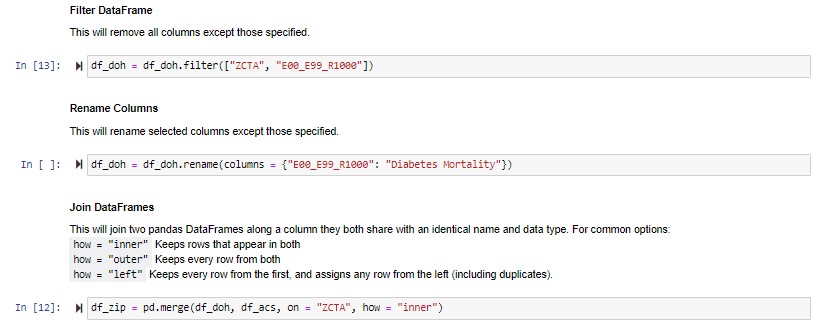 Filter DataFrame
This will remove all columns except those specified.
In [13]: df_doh = df_doh.filter(["ZCTA", "E00_E99_R1000"])
Rename Columns
This will rename selected columns except those specified.
In [ ]: df_doh = df_doh.rename(columns = {"E00_E99_R1000": "Diabetes Mortality"})
Join DataFrames
This will join two pandas DataFrames along a column they both share with an identical name and data type. For common options:
how = "inner" Keeps rows that appear in both
how = "outer" Keeps every row from both
how = "left" Keeps every row from the first, and assigns any row from the left (including duplicates).
In [12]: df_zip = pd.merge(df_doh, df_acs, on = "ZCTA", how = "inner")